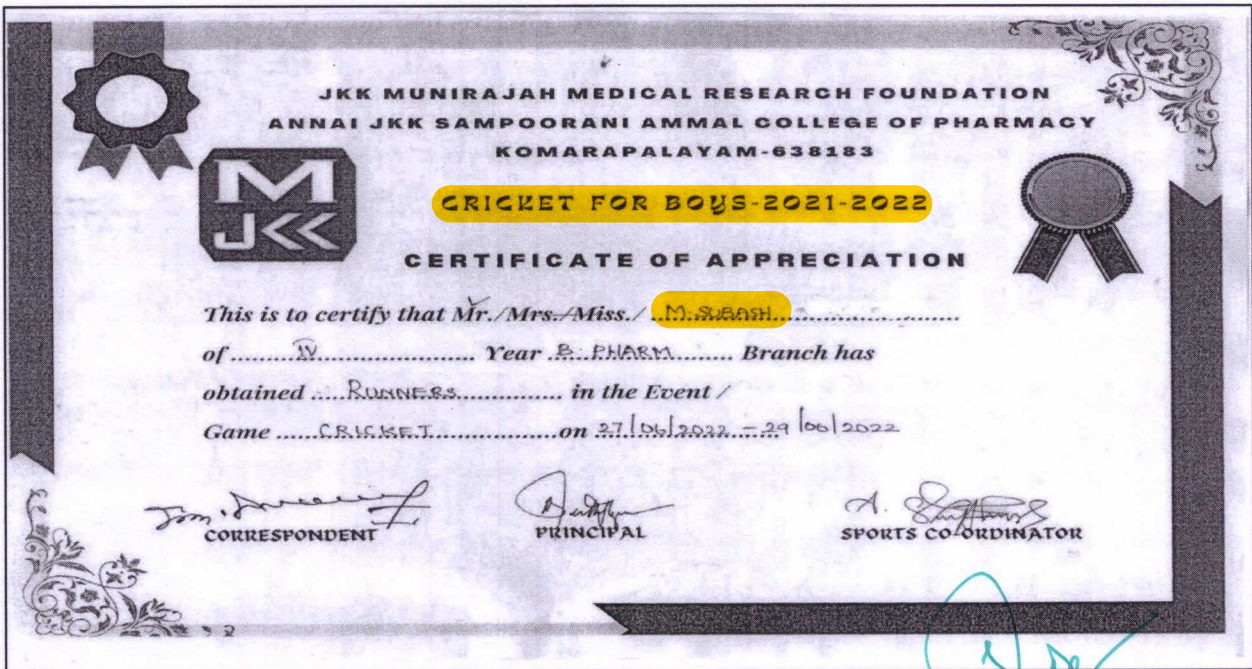 JKK MUNIRAJAH MEDICAL RESEARCH FOUNDATION
ANNAI JKK SAMPOORANI AMMAL COLLEGE OF PHARMACY
KOMARAPALAYAM-638183
M
JKK
CRICKET FOR BOYS-2021-2022
CERTIFICATE OF APPRECIATION
This is to certify that Mr./Mrs./Miss./ M. SUBASH
of IV Year B. PHARM Branch has
obtained RUNNERS in the Event /
Game CRICKET on 27/06/2022 - 29/06/2022
CORRESPONDENT PRINCIPAL SPORTS CO-ORDINATOR